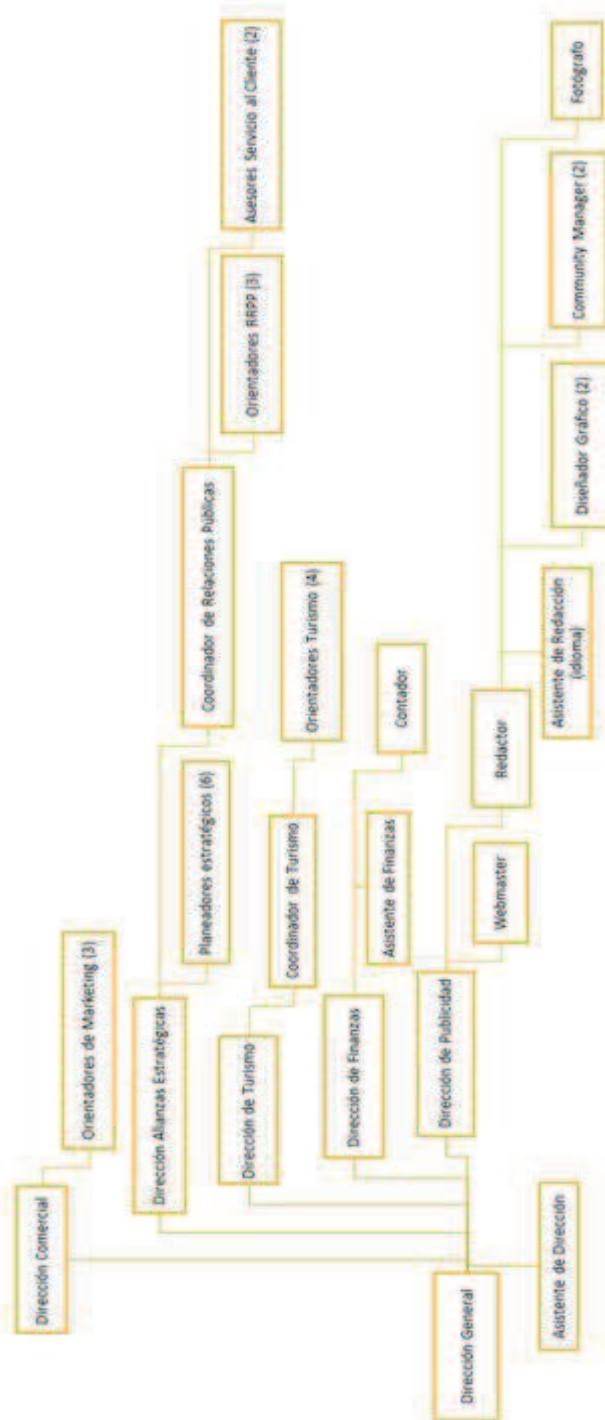 Dirección Comercial
Orientadores de Marketing (3)
Dirección Alianzas Estratégicas
Planeadores estratégicos (6)
Coordinador de Relaciones Públicas
Orientadores RRPP (3)
Asesores Servicio al Cliente (2)
Dirección de Turismo
Coordinador de Turismo
Orientadores Turismo (4)
Dirección de Finanzas
Asistente de Finanzas
Contador
Dirección de Publicidad
Webmaster
Redactor
Asistente de Redacción
(idioma)
Diseñador Gráfico (2)
Community Manager (2)
Fotógrafo
Dirección General
Asistente de Dirección